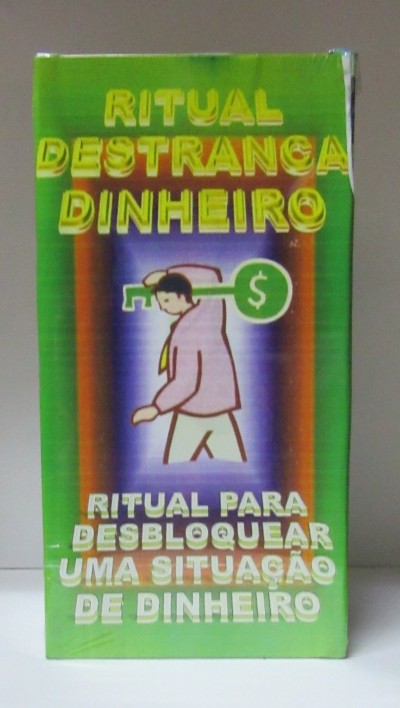 RITUAL
DESTRANCA
DINHEIRO
$
RITUAL PARA
DESBLOQUEAR
UMA SITUAÇÃO
DE DINHEIRO